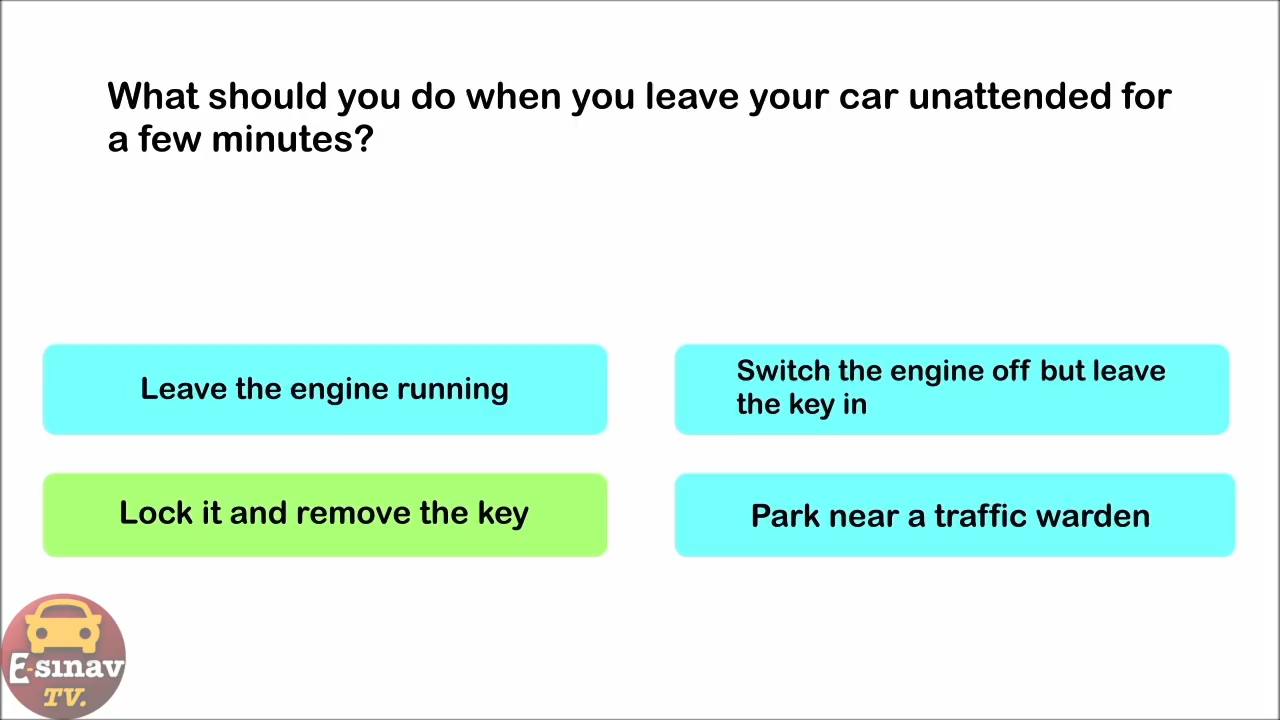 What should you do when you leave your car unattended for
a few minutes?
Leave the engine running
Switch the engine off but leave
the key in
Lock it and remove the key
Park near a traffic warden
E-sınav
TV.